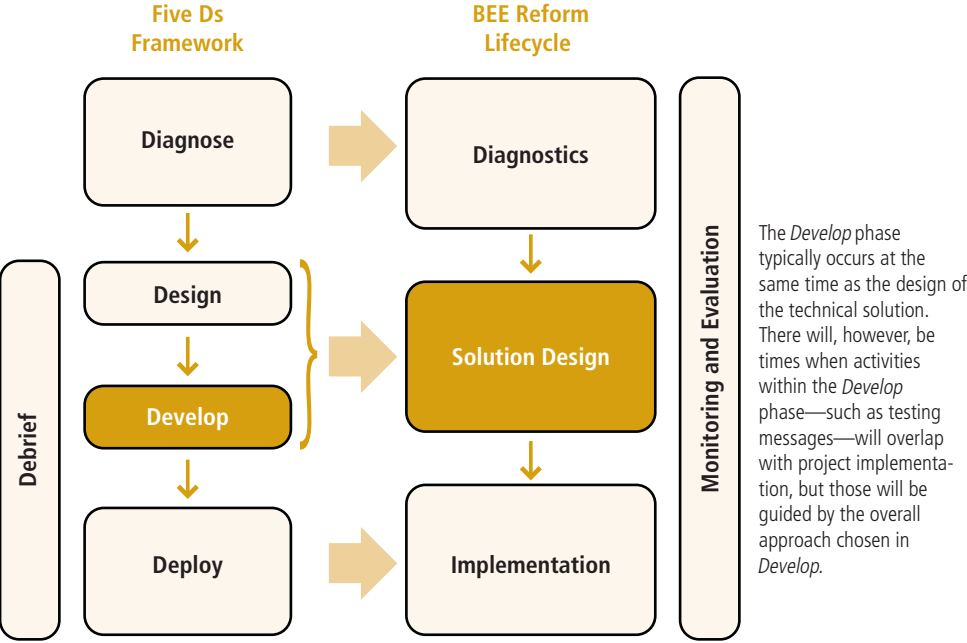 Five Ds
Framework
BEE Reform
Lifecycle
Diagnose
Diagnostics
Design
Develop
Solution Design
Deploy
Implementation
Debrief
Monitoring and Evaluation
The Develop phase
typically occurs at the
same time as the design of
the technical solution.
There will, however, be
times when activities
within the Develop
phase—such as testing
messages—will overlap
with project implementa-
tion, but those will be
guided by the overall
approach chosen in
Develop.